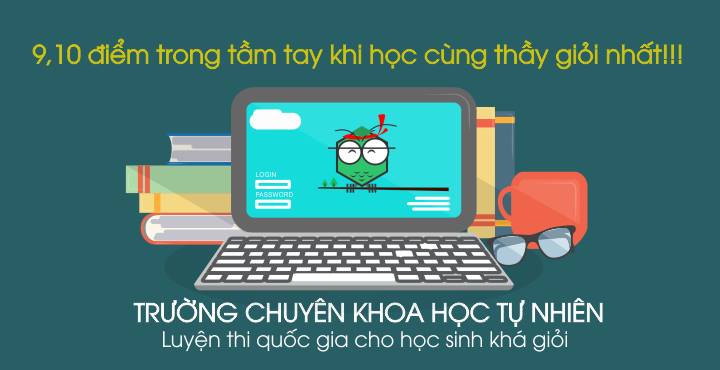 9,10 điểm trong tầm tay khi học cùng thầy giỏi nhất!!!
LOGIN
PASSWORD
TRƯỜNG CHUYÊN KHOA HỌC TỰ NHIÊN
Luyện thi quốc gia cho học sinh khá giỏi